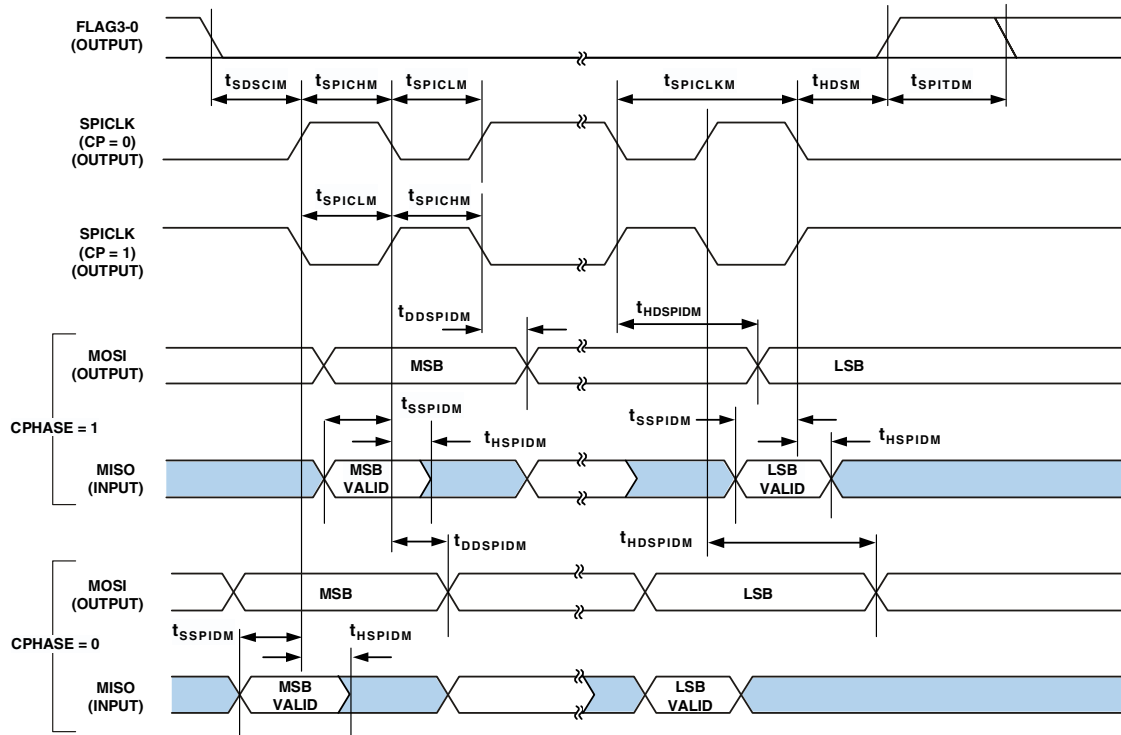 FLAG3-0
(OUTPUT)
tSDSCIM
tSPICHM
tSPICLM
tSPICLKM
tHDSM
tSPITDM
SPICLK
(CP = 0)
(OUTPUT)
tSPICLM
tSPICHM
SPICLK
(CP = 1)
(OUTPUT)
tDDSPIDM
tHDSPIDM
CPHASE = 1
MOSI
(OUTPUT)
MSB
LSB
tSSPIDM
tHSPIDM
tSSPIDM
tHSPIDM
MISO
(INPUT)
MSB
VALID
LSB
VALID
tDDSPIDM
tHDSPIDM
CPHASE = 0
MOSI
(OUTPUT)
MSB
LSB
tSSPIDM
tHSPIDM
MISO
(INPUT)
MSB
VALID
LSB
VALID